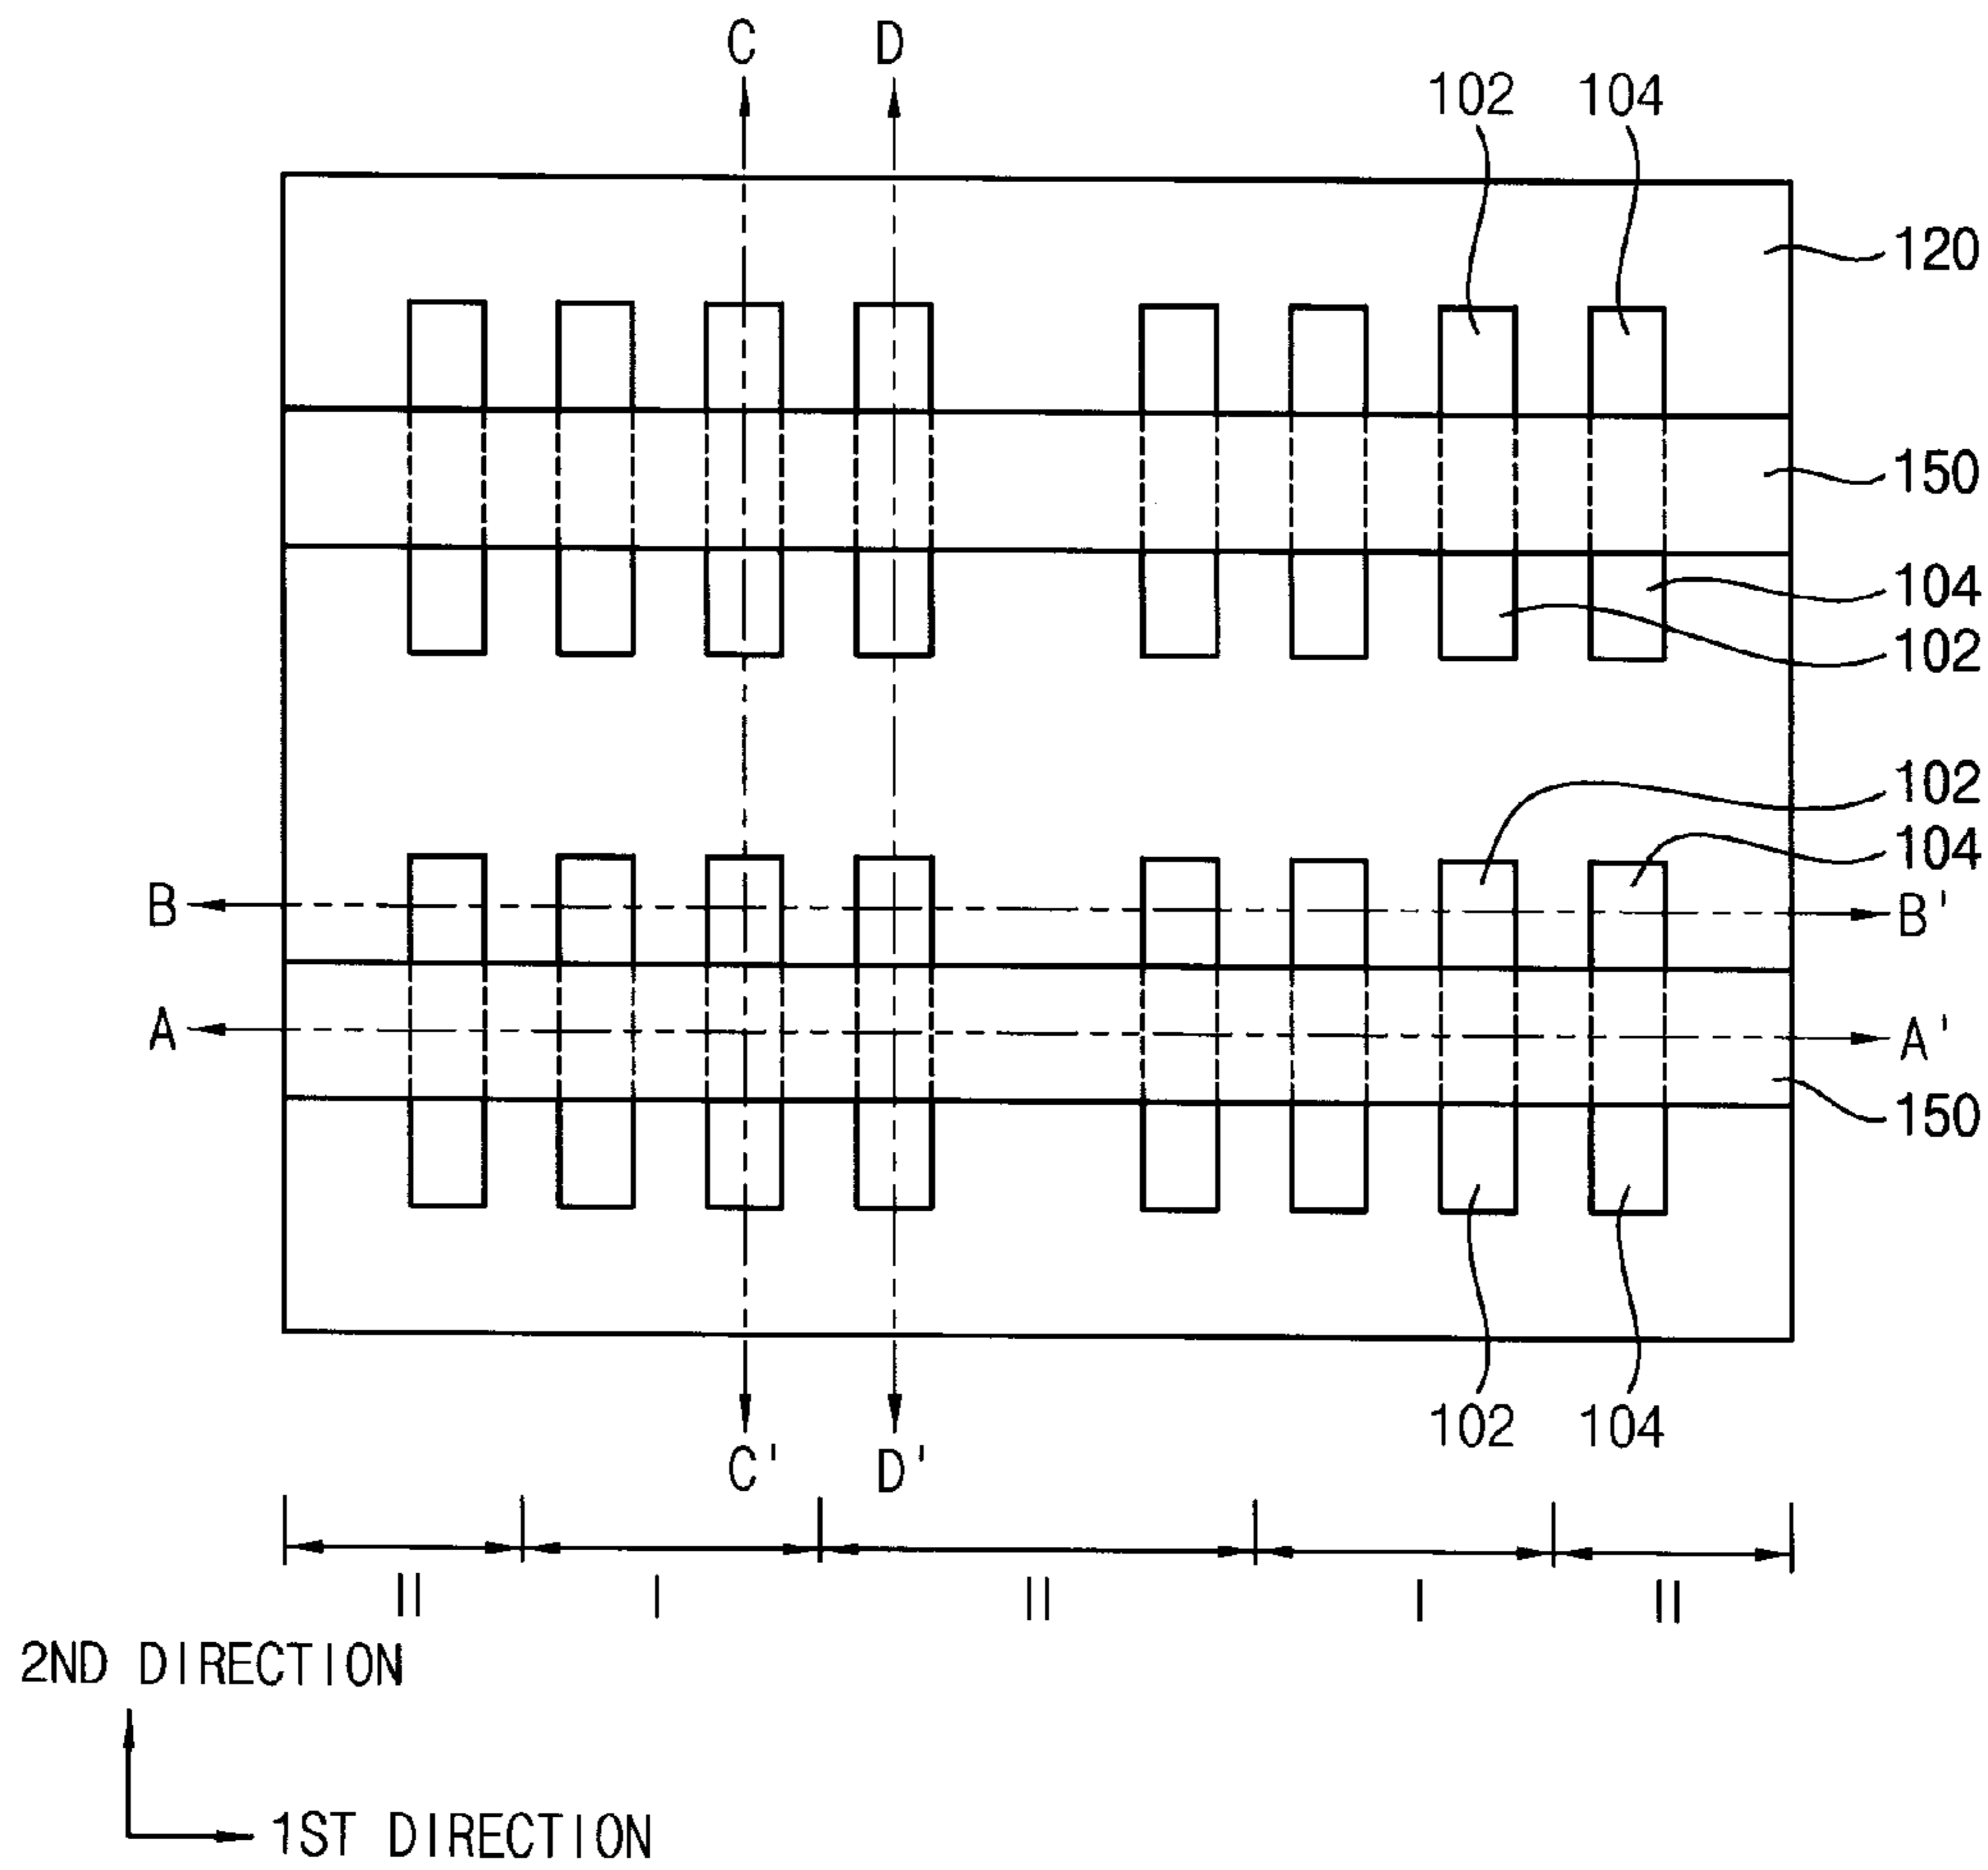 C D
102 104
120
150
104
102
102
104
B B'
A A'
150
102 104
C' D'
II I II I II
2ND DIRECTION
1ST DIRECTION